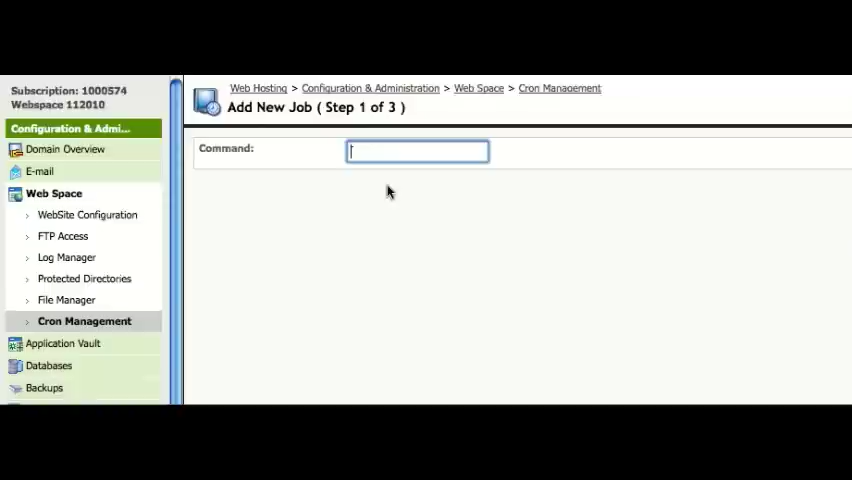 Subscription: 1000574
Webspace 112010
Configuration & Admi...
Domain Overview
E-mail
Web Space
WebSite Configuration
FTP Access
Log Manager
Protected Directories
File Manager
Cron Management
Application Vault
Databases
Backups
Web Hosting > Configuration & Administration > Web Space > Cron Management
Add New Job ( Step 1 of 3 )
Command: